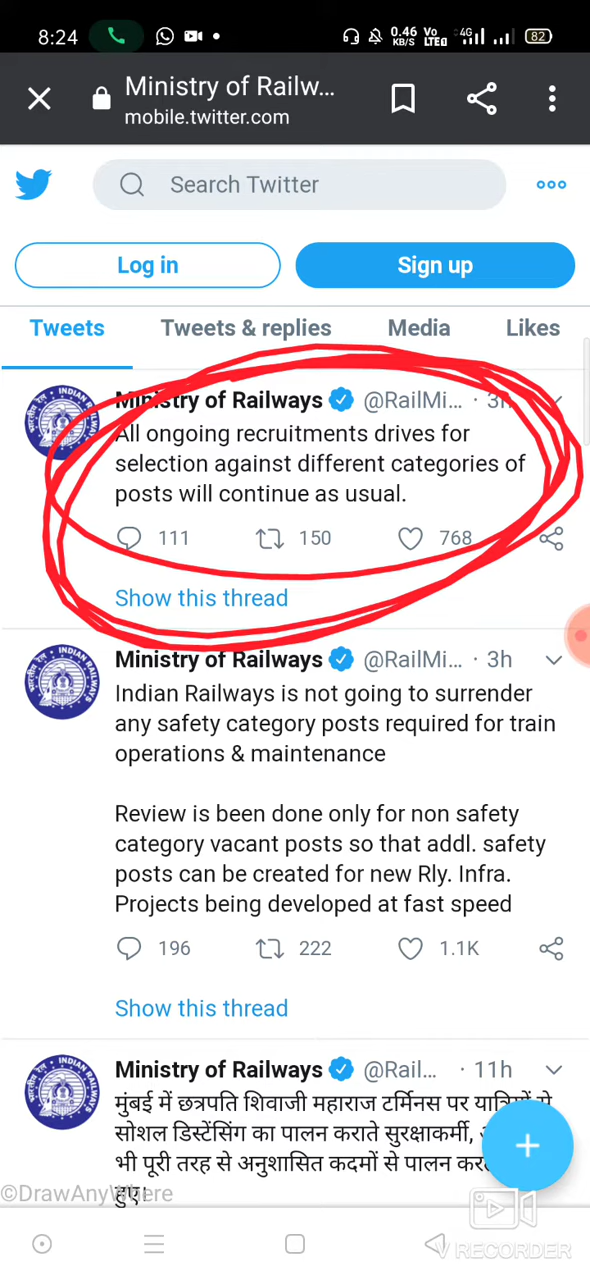 8:24 0.46 KB/S Vo LTE 4G 82
Ministry of Railw...
mobile.twitter.com
Search Twitter
Log in Sign up
Tweets Tweets & replies Media Likes
Ministry of Railways @RailMi... · 3h
All ongoing recruitments drives for
selection against different categories of
posts will continue as usual.
111 150 768
Show this thread
Ministry of Railways @RailMi... · 3h
Indian Railways is not going to surrender
any safety category posts required for train
operations & maintenance
Review is been done only for non safety
category vacant posts so that addl. safety
posts can be created for new Rly. Infra.
Projects being developed at fast speed
196 222 1.1K
Show this thread
Ministry of Railways @Rail... · 11h
मुंबई में छत्रपति शिवाजी महाराज टर्मिनस पर यात्रियों से
सोशल डिस्टेंसिंग का पालन कराते सुरक्षाकर्मी,
भी पूरी तरह से अनुशासित कदमों से पालन
हुए।
©DrawAnyWhere
V RECORDER